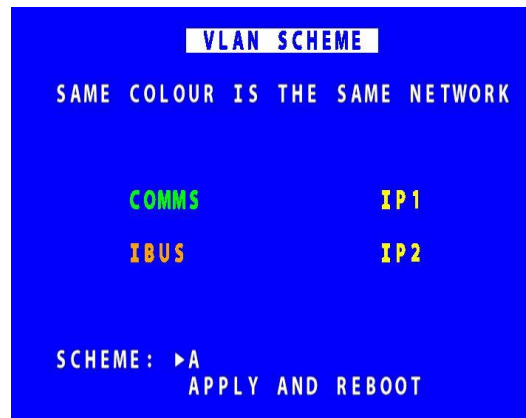 VLAN SCHEME
SAME COLOUR IS THE SAME NETWORK
COMMS IP1
IBUS IP2
SCHEME: ►A
APPLY AND REBOOT